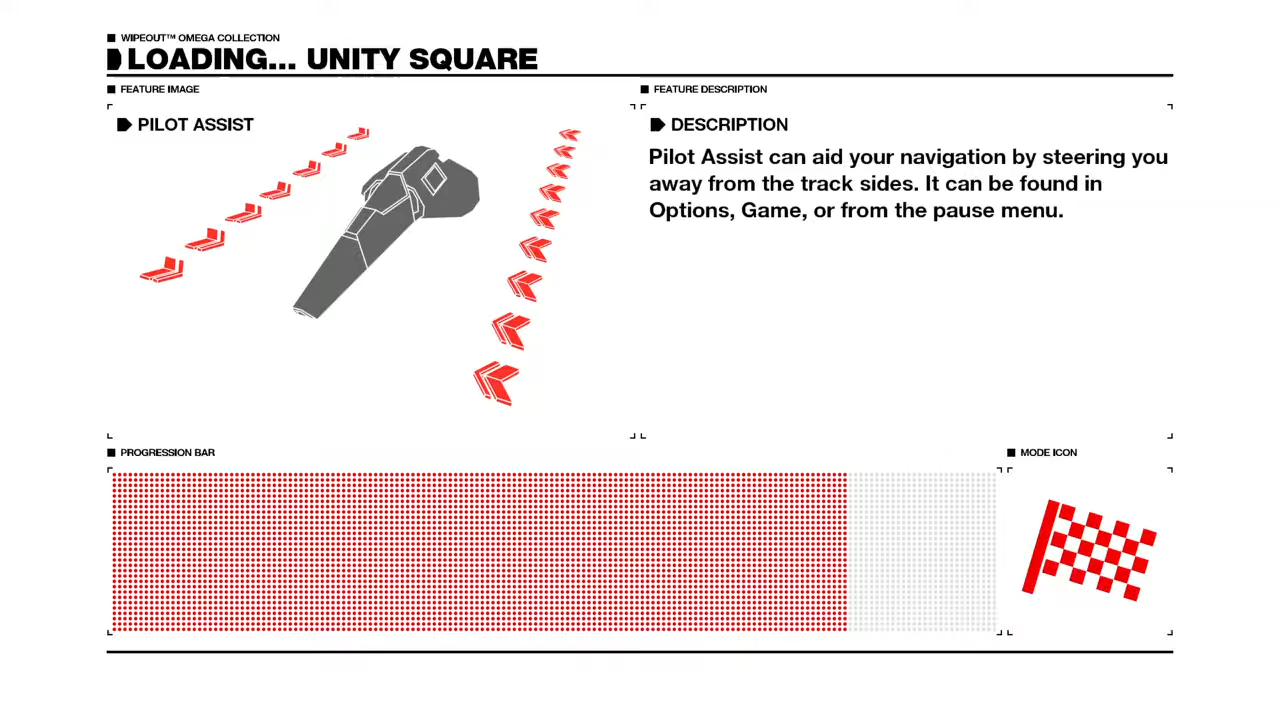 WIPEOUT™ OMEGA COLLECTION
LOADING... UNITY SQUARE
FEATURE IMAGE
PILOT ASSIST
FEATURE DESCRIPTION
DESCRIPTION
Pilot Assist can aid your navigation by steering you
away from the track sides. It can be found in
Options, Game, or from the pause menu.
PROGRESSION BAR
MODE ICON